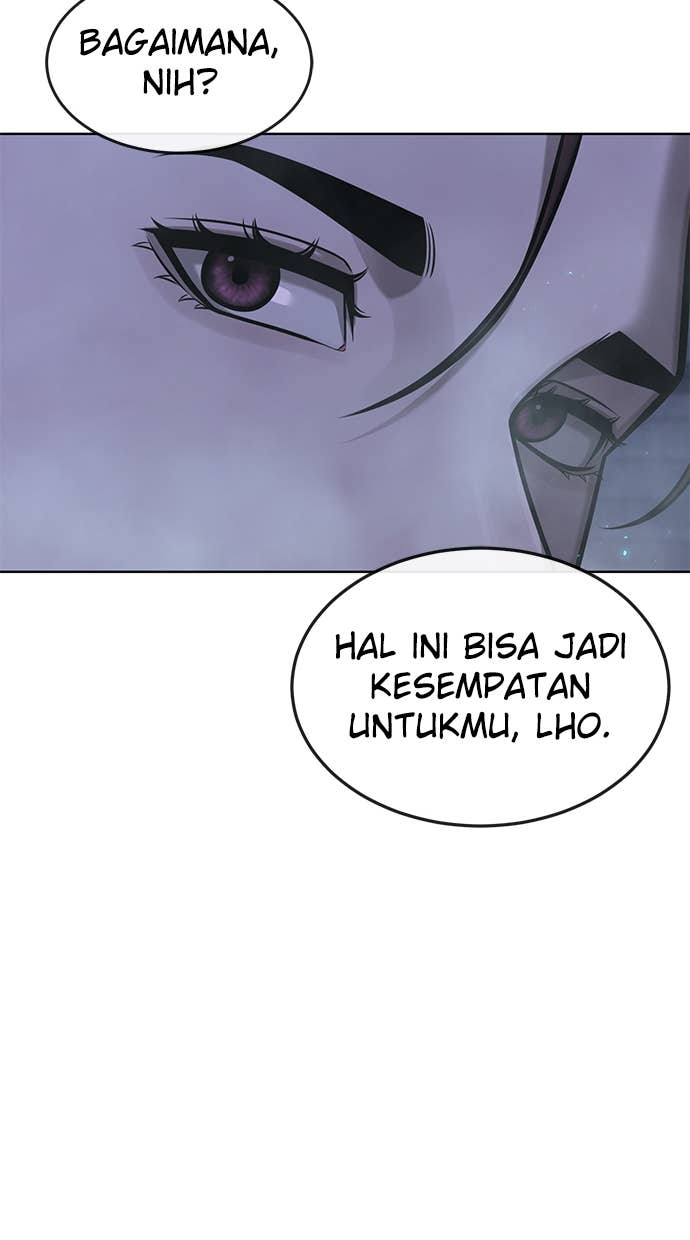 BAGAIMANA,
NIH?
HAL INI BISA JADI
KESEMPATAN
UNTUKMU, LHO.